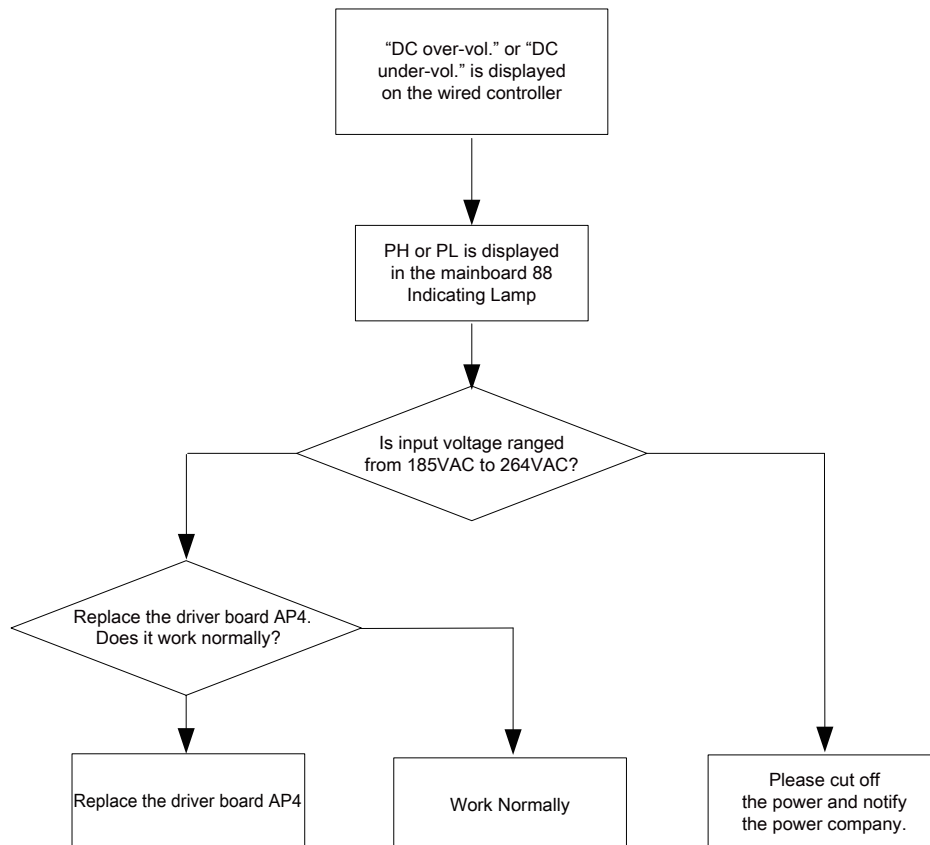 “DC over-vol.” or “DC
under-vol.” is displayed
on the wired controller
PH or PL is displayed
in the mainboard 88
Indicating Lamp
Is input voltage ranged
from 185VAC to 264VAC?
Replace the driver board AP4.
Does it work normally?
Replace the driver board AP4
Work Normally
Please cut off
the power and notify
the power company.